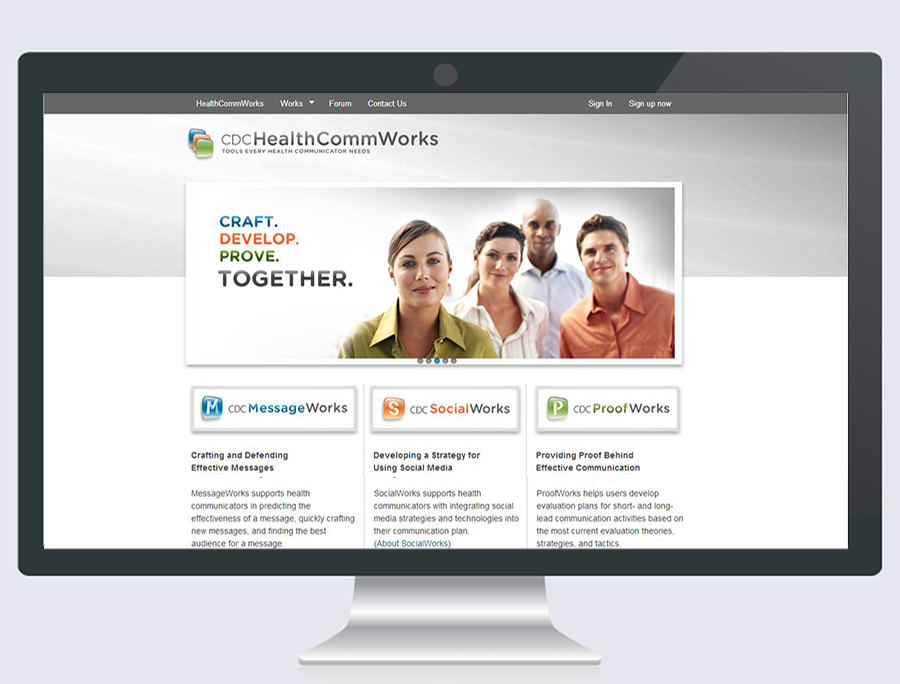 HealthCommWorks Works Forum Contact Us Sign In Sign up now
CDC HealthCommWorks
TOOLS EVERY HEALTH COMMUNICATOR NEEDS
CRAFT.
DEVELOP.
PROVE.
TOGETHER.
M CDC MessageWorks
S CDC SocialWorks
P CDC ProofWorks
Crafting and Defending
Effective Messages
MessageWorks supports health
communicators in predicting the
effectiveness of a message, quickly crafting
new messages, and finding the best
audience for a message.
Developing a Strategy for
Using Social Media
SocialWorks supports health
communicators with integrating social
media strategies and technologies into
their communication plan.
(About SocialWorks)
Providing Proof Behind
Effective Communication
ProofWorks helps users develop
evaluation plans for short- and long-
lead communication activities based on
the most current evaluation theories,
strategies, and tactics.